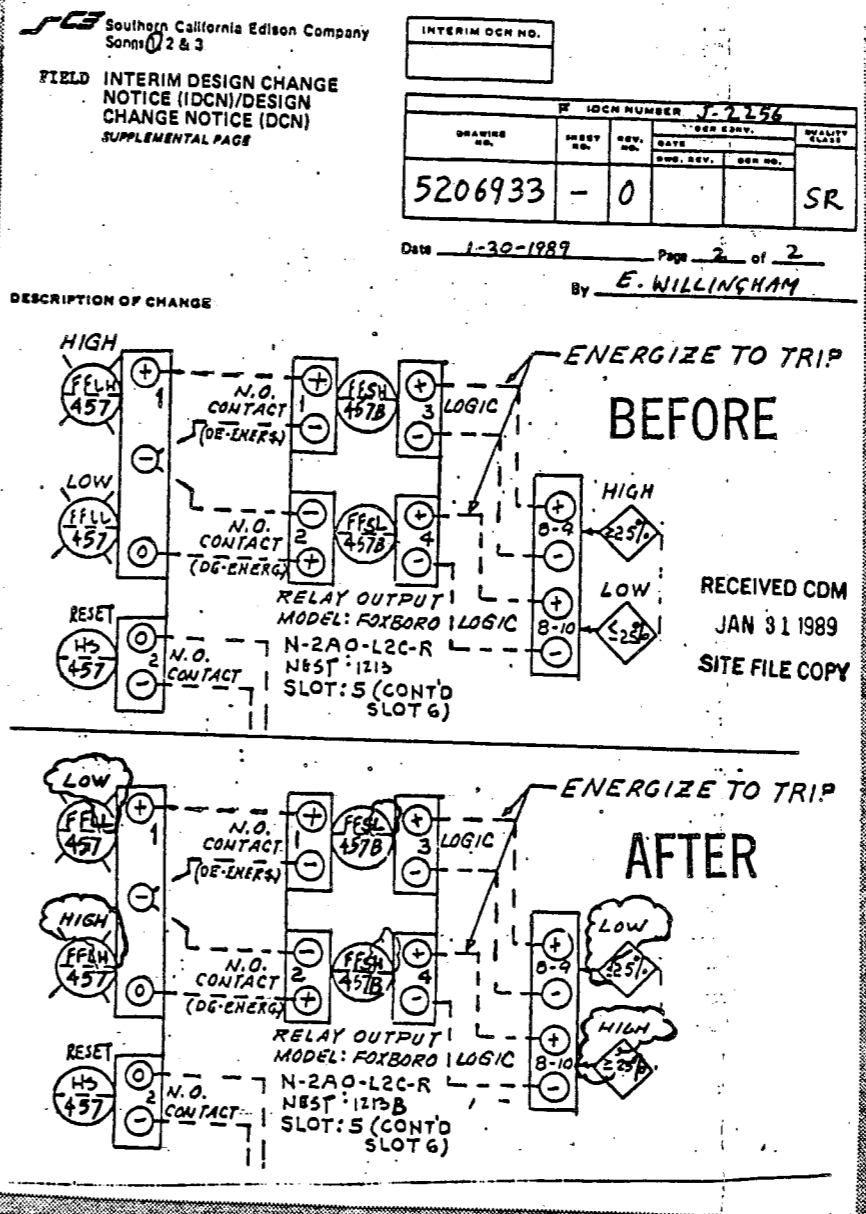 SCE Southern California Edison Company
Songs 1 2 & 3
FIELD INTERIM DESIGN CHANGE
NOTICE (IDCN)/DESIGN
CHANGE NOTICE (DCN)
SUPPLEMENTAL PAGE
INTERIM DCN NO.
F IDCN NUMBER J-2256
DRAWING NO.
SHEET NO.
REV. NO.
DATE
DWG. REV.
DCN NO.
QUALITY CLASS
5206933 - 0 SR
Date 1-30-1989 Page 2 of 2
By E. WILLINGHAM
DESCRIPTION OF CHANGE
HIGH
FFLH
457
+
1
-
0
N.O.
CONTACT
(DE-ENERG)
+
1
-
FFSH
457B
+
3
-
LOGIC
ENERGIZE TO TRIP
BEFORE
LOW
FFLL
457
N.O.
CONTACT
(DE-ENERG)
-
2
+
FFSL
457B
+
4
-
LOGIC
+
8-9
-
HIGH
≥25%
+
8-10
-
LOW
≤25%
RECEIVED CDM
JAN 31 1989
SITE FILE COPY
RESET
HS
457
0
2
-
N.O.
CONTACT
RELAY OUTPUT
MODEL: FOXBORO
N-2AO-L2C-R
NEST: 1213
SLOT: 5 (CONT'D
SLOT 6)
LOW
FFLL
457
+
1
-
0
N.O.
CONTACT
(DE-ENERG)
+
1
-
FFSL
457B
+
3
-
LOGIC
ENERGIZE TO TRIP
AFTER
HIGH
FFLH
457
N.O.
CONTACT
(DE-ENERG)
-
2
+
FFSH
457B
+
4
-
LOGIC
+
8-9
-
LOW
25%
+
8-10
-
HIGH
≥25%
RESET
HS
457
0
2
-
N.O.
CONTACT
RELAY OUTPUT
MODEL: FOXBORO
N-2AO-L2C-R
NEST: 1213B
SLOT: 5 (CONT'D
SLOT 6)